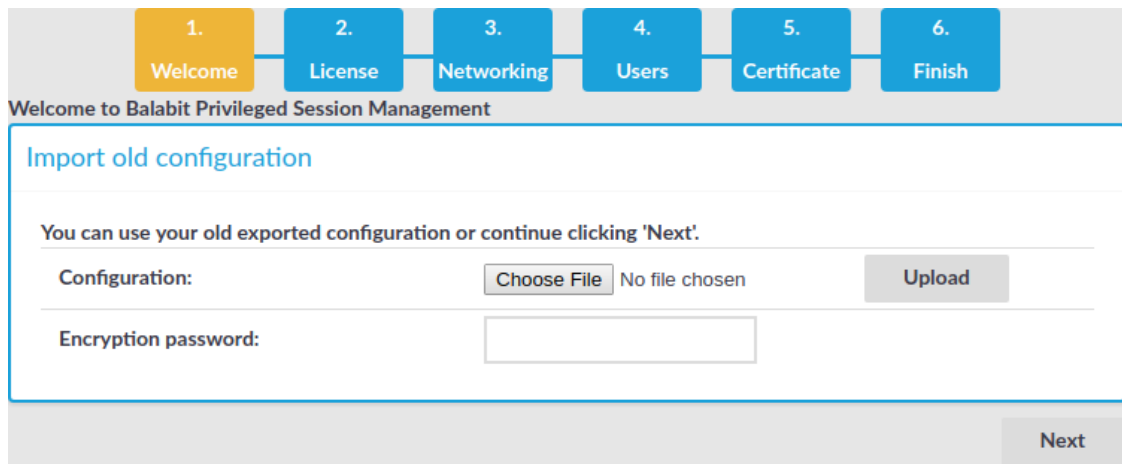 1. 2. 3. 4. 5. 6.
Welcome License Networking Users Certificate Finish
Welcome to Balabit Privileged Session Management
Import old configuration
You can use your old exported configuration or continue clicking 'Next'.
Configuration: Choose File No file chosen Upload
Encryption password:
Next